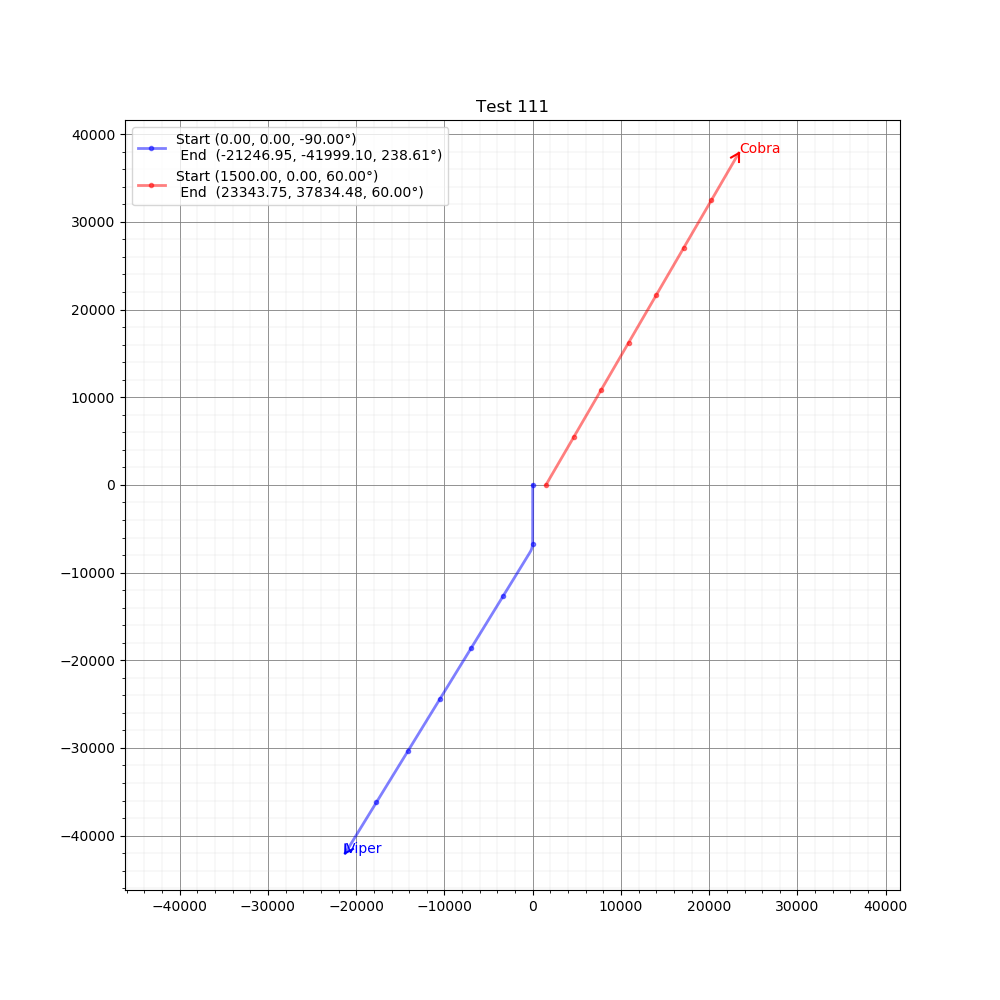 Test 111
Start (0.00, 0.00, -90.00°)
End (-21246.95, -41999.10, 238.61°)
Start (1500.00, 0.00, 60.00°)
End (23343.75, 37834.48, 60.00°)
Cobra
Viper
40000
30000
20000
10000
0
−10000
−20000
−30000
−40000
−40000 −30000 −20000 −10000 0 10000 20000 30000 40000